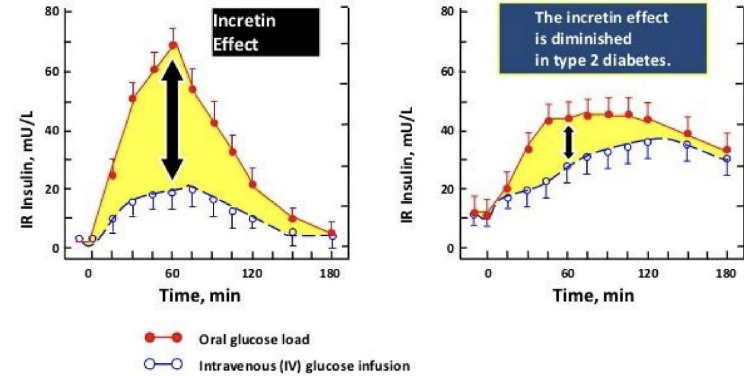 Incretin
Effect
The incretin effect
is diminished
in type 2 diabetes.
80
60
40
20
0
IR Insulin, mU/L
0
60
120
180
Time, min
80
60
40
20
0
IR Insulin, mU/L
0
60
120
180
Time, min
Oral glucose load
Intravenous (IV) glucose infusion